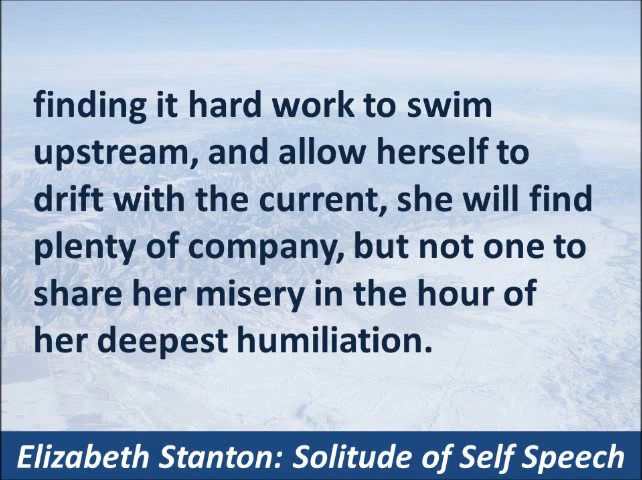 finding it hard work to swim
upstream, and allow herself to
drift with the current, she will find
plenty of company, but not one to
share her misery in the hour of
her deepest humiliation.
Elizabeth Stanton: Solitude of Self Speech